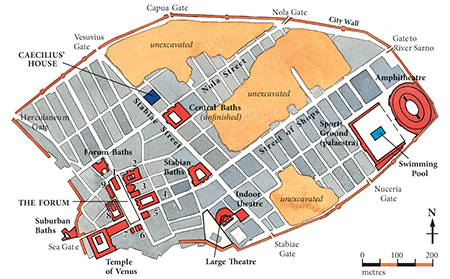 Capua Gate
Nola Gate
City Wall
Vesuvius
Gate
Gate to
River Sarno
unexcavated
CAECILIUS'
HOUSE
Nola Street
Amphitheatre
unexcavated
Central Baths
(unfinished)
Stabiae Street
Herculaneum
Gate
Street of Shops
Sports
Ground
(palaestra)
Forum Baths
Stabian
Baths
Swimming
Pool
1
2
9
3
4
THE FORUM
8
5
7
6
Indoor
Theatre
unexcavated
Nuceria
Gate
Suburban
Baths
Sea Gate
N
Temple
of Venus
Large Theatre
Stabiae
Gate
0 100 200
metres